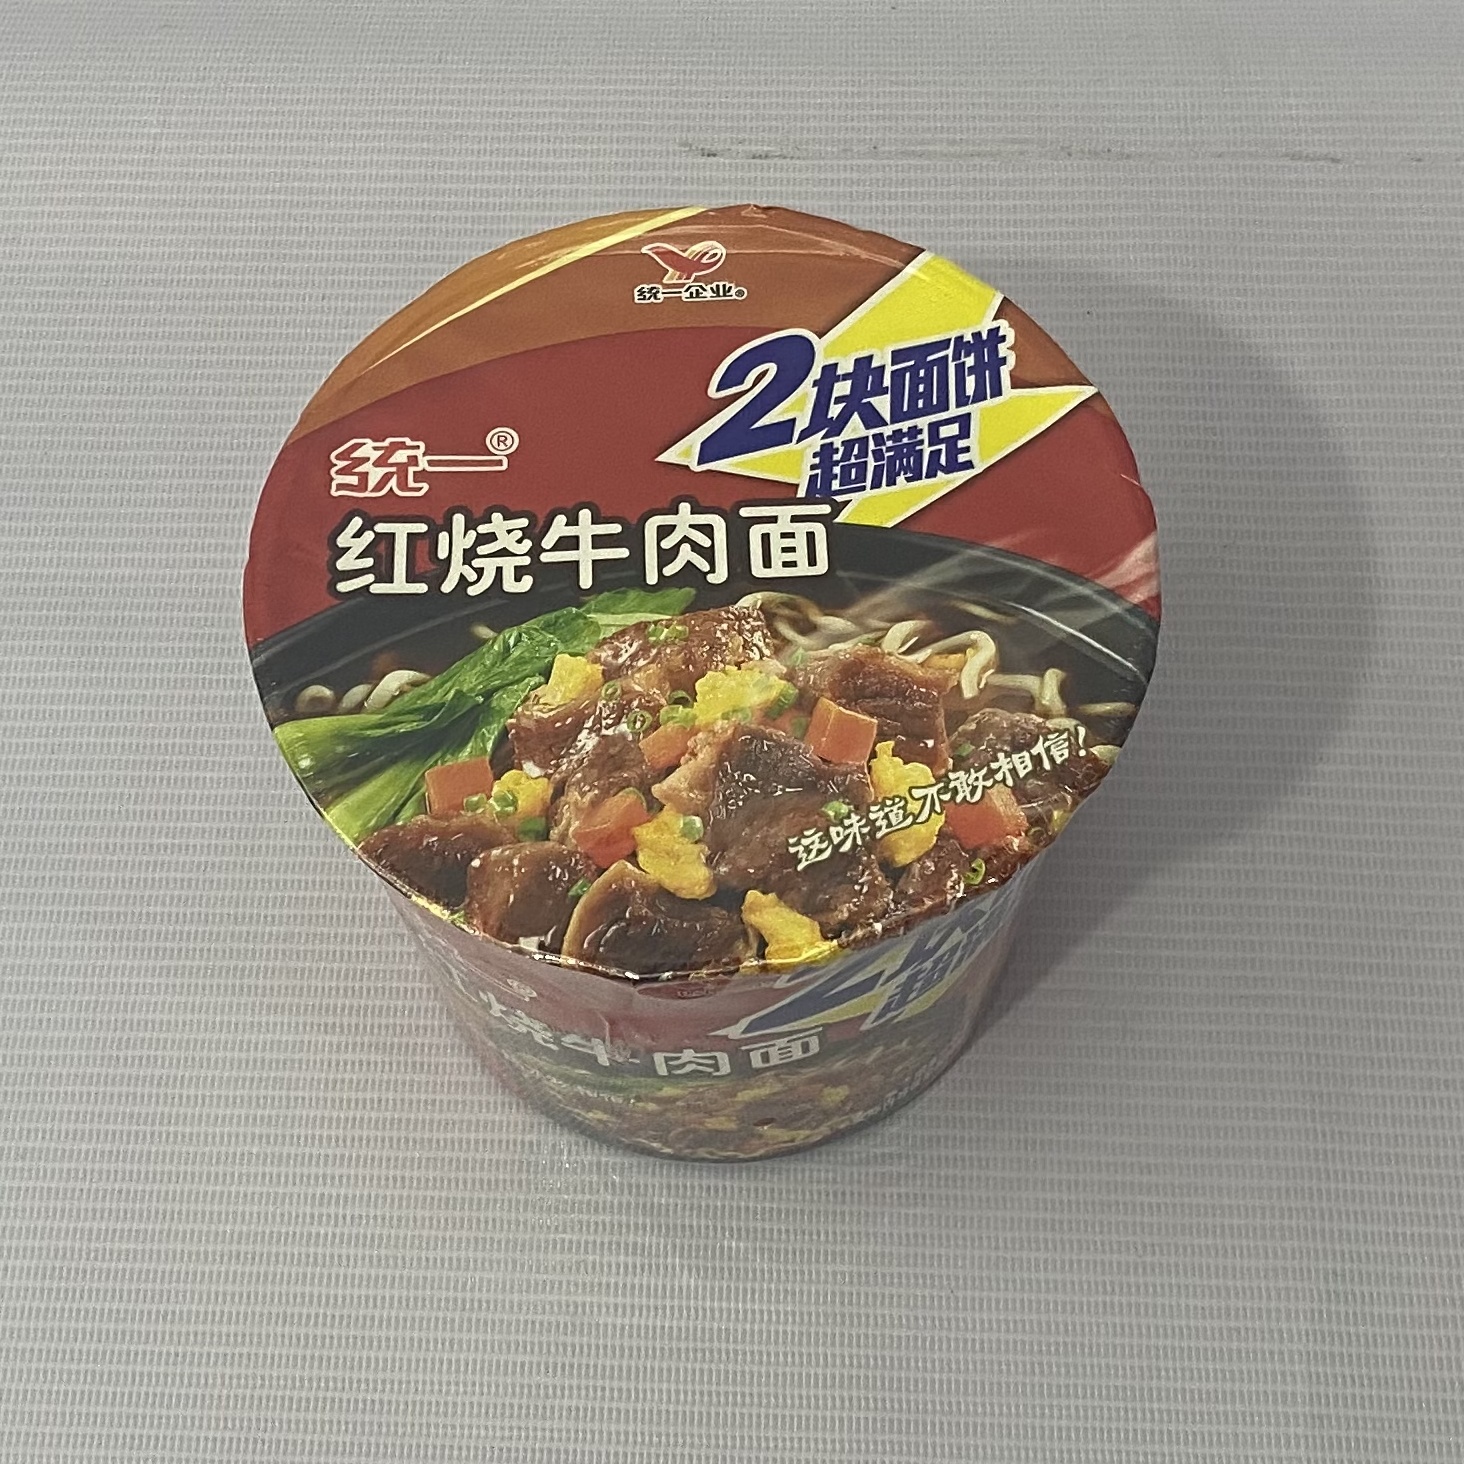 统一企业®
2块面饼
超满足
统一®
红烧牛肉面
这味道不敢相信!
烧牛肉面